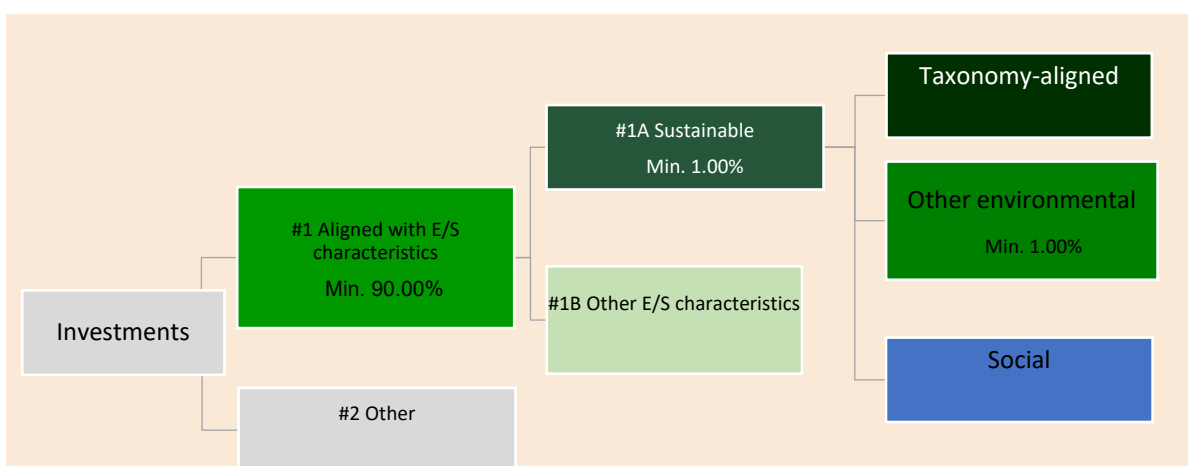 Investments
#1 Aligned with E/S
characteristics
Min. 90.00%
#2 Other
#1A Sustainable
Min. 1.00%
#1B Other E/S characteristics
Taxonomy-aligned
Other environmental
Min. 1.00%
Social